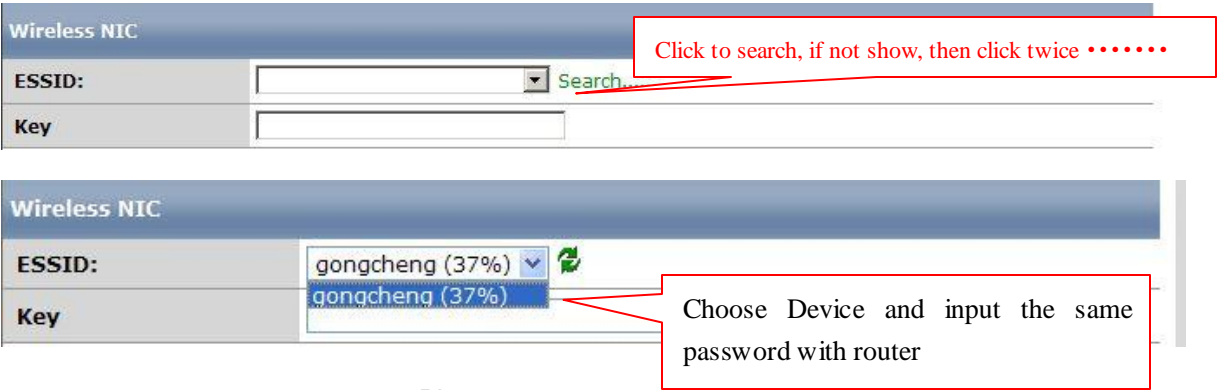 Wireless NIC
Click to search, if not show, then click twice •••••••
ESSID:
Search....
Key
Wireless NIC
ESSID:
gongcheng (37%)
gongcheng (37%)
Key
Choose Device and input the same
password with router